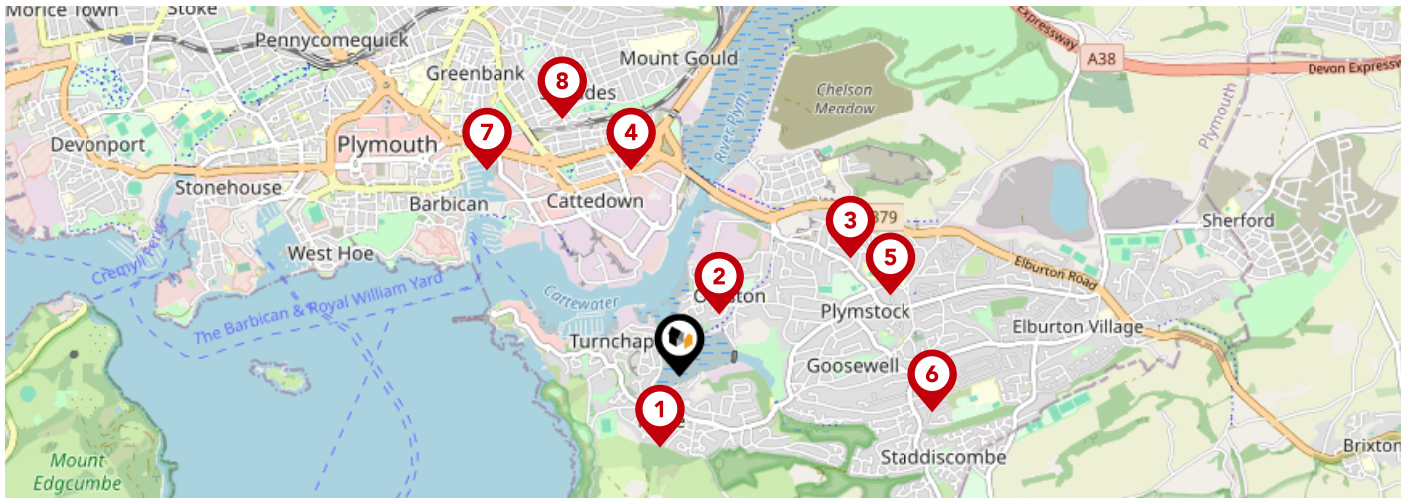 Morice Town
Stoke
Expressway
A38
Devon Expressw
Pennycomequick
Mount Gould
Greenbank
8
Chelson
Meadow
River Plym
Plymouth
7
4
Devonport
Plymouth
Stonehouse
Cattedown
Barbican
3
879
Sherford
Cremyll Ferry
West Hoe
5
Elburton Road
2
The Barbican & Royal William Yard
Cattewater
Plymstock
Elburton Village
Turnchap
Goosewell
6
1
Brixton
Staddiscombe
Mount
Edgcumbe